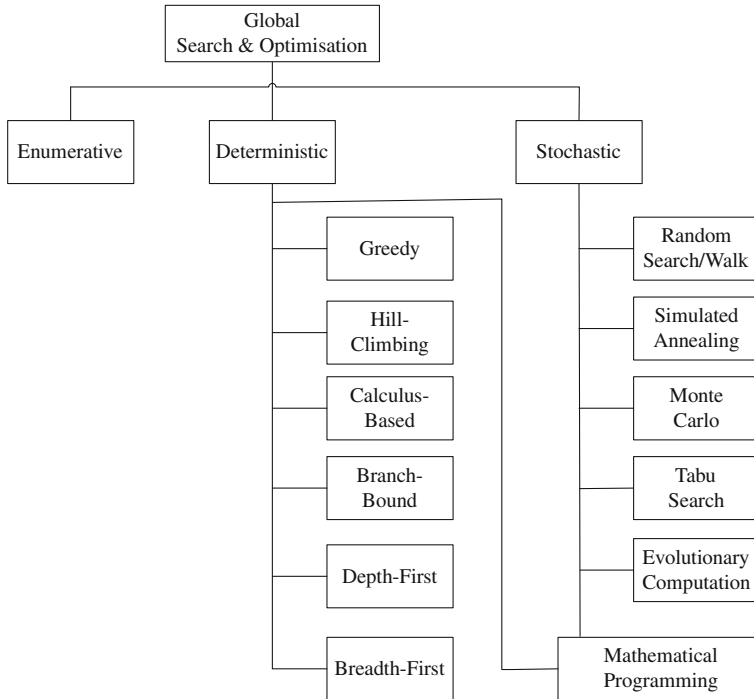 Global
Search & Optimisation
Enumerative
Deterministic
Stochastic
Greedy
Hill-
Climbing
Calculus-
Based
Branch-
Bound
Depth-First
Breadth-First
Random
Search/Walk
Simulated
Annealing
Monte
Carlo
Tabu
Search
Evolutionary
Computation
Mathematical
Programming